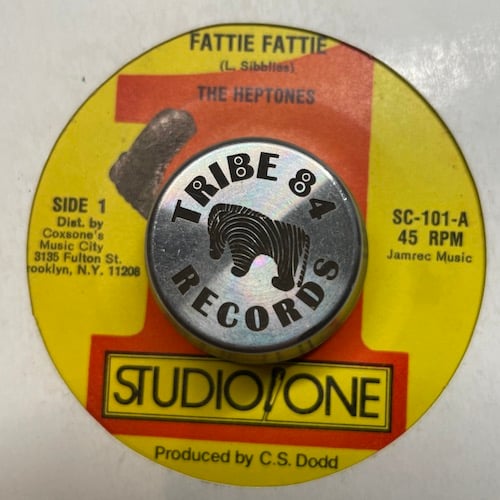 FATTIE FATTIE
(L. Sibblies)
THE HEPTONES
TRIBE 84
RECORDS
SIDE 1
Dist. by
Coxsone's
Music City
3135 Fulton St.
rooklyn, N.Y. 11208
SC-101-A
45 RPM
Jamrec Music
STUDIO ONE
Produced by C.S. Dodd